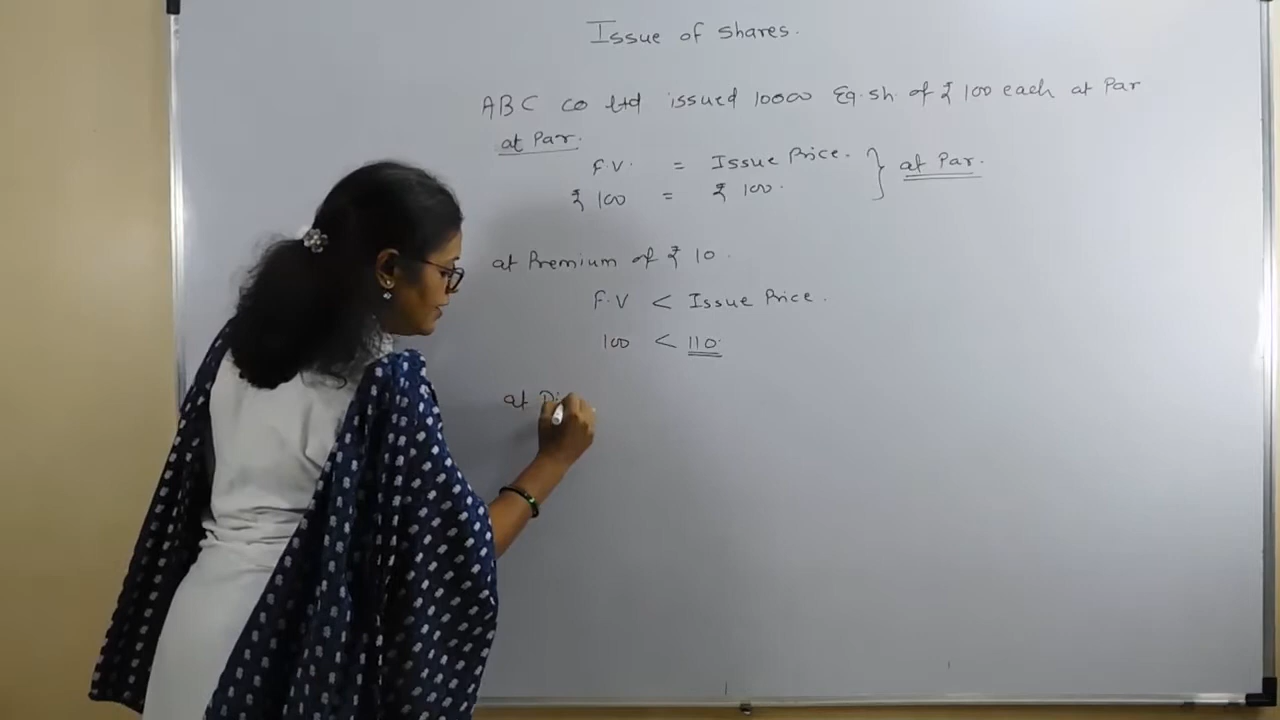 Issue of shares.
ABC co ltd issued 10000 Eq. sh. of ₹ 100 each at Par
at Par.
F.V. = Issue Price. } at Par.
₹ 100 = ₹ 100.
at Premium of ₹ 10.
F.V < Issue Price.
100 < 110.
at Di